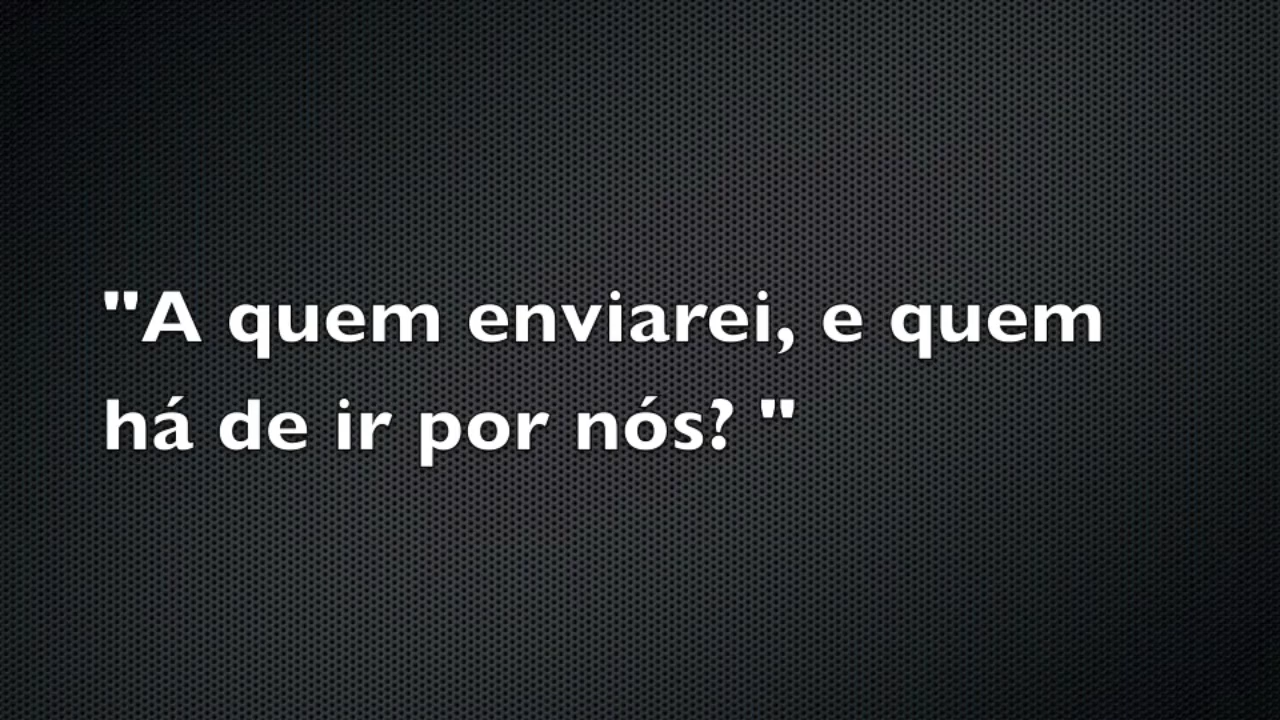 "A quem enviarei, e quem
há de ir por nós? "